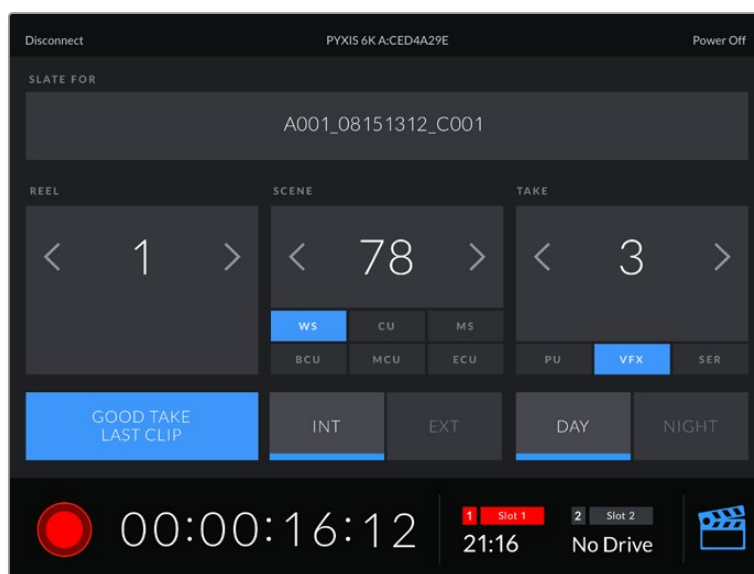 Disconnect PYXIS 6K A:CED4A29E Power Off
SLATE FOR
A001_08151312_C001
REEL SCENE TAKE
< 1 > < 78 > < 3 >
WS CU MS
BCU MCU ECU PU VFX SER
GOOD TAKE
LAST CLIP
INT EXT DAY NIGHT
00:00:16:12
1 Slot 1 2 Slot 2
21:16 No Drive